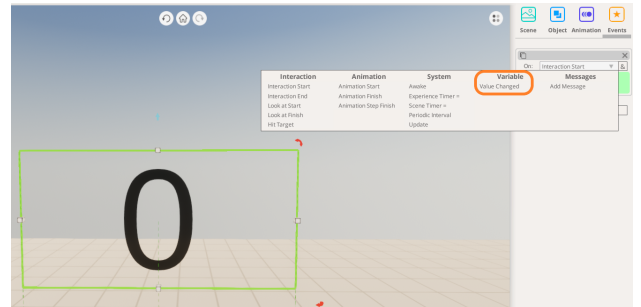 Scene Object Animation Events
On: Interaction Start
Interaction Animation System Variable Messages
Interaction Start Animation Start Awake Value Changed Add Message
Interaction End Animation Finish Experience Timer =
Look at Start Animation Step Finish Scene Timer =
Look at Finish Periodic Interval
Hit Target Update
0